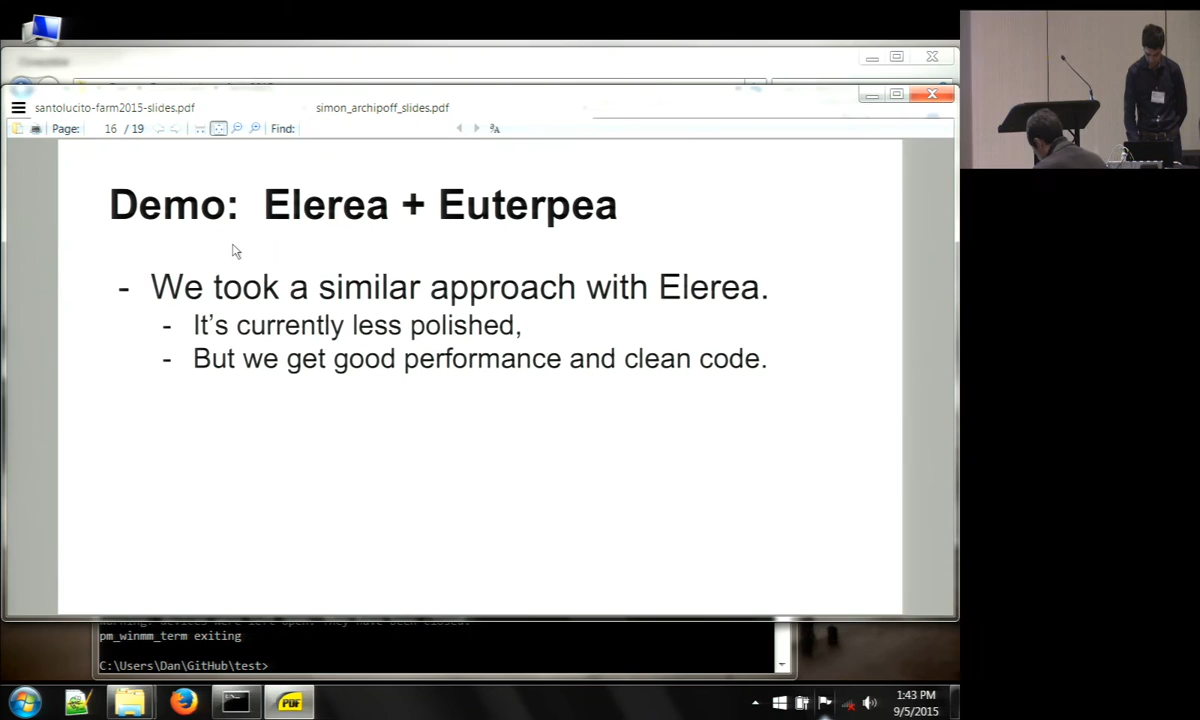 santolucito-farm2015-slides.pdf
simon_archipoff_slides.pdf
Page: 16 / 19 Find:
Demo: Elerea + Euterpea
- We took a similar approach with Elerea.
- It's currently less polished,
- But we get good performance and clean code.
pm_winmm_term exiting
C:\Users\Dan\GitHub\test>
PDF
1:43 PM
9/5/2015